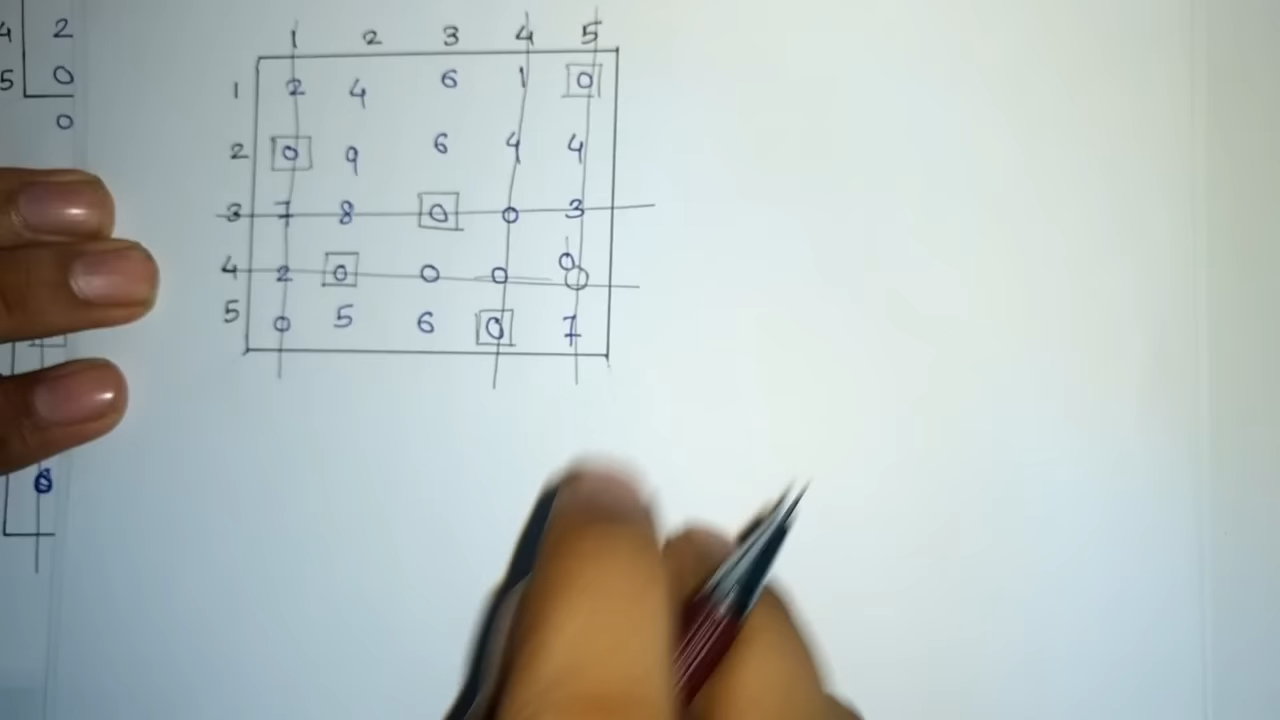 4 2
5 0
0
1 2 3 4 5
1 2 4 6 1 0
2 0 9 6 4 4
3 7 8 0 0 3
4 2 0 0 0 0
5 0 5 6 0 7